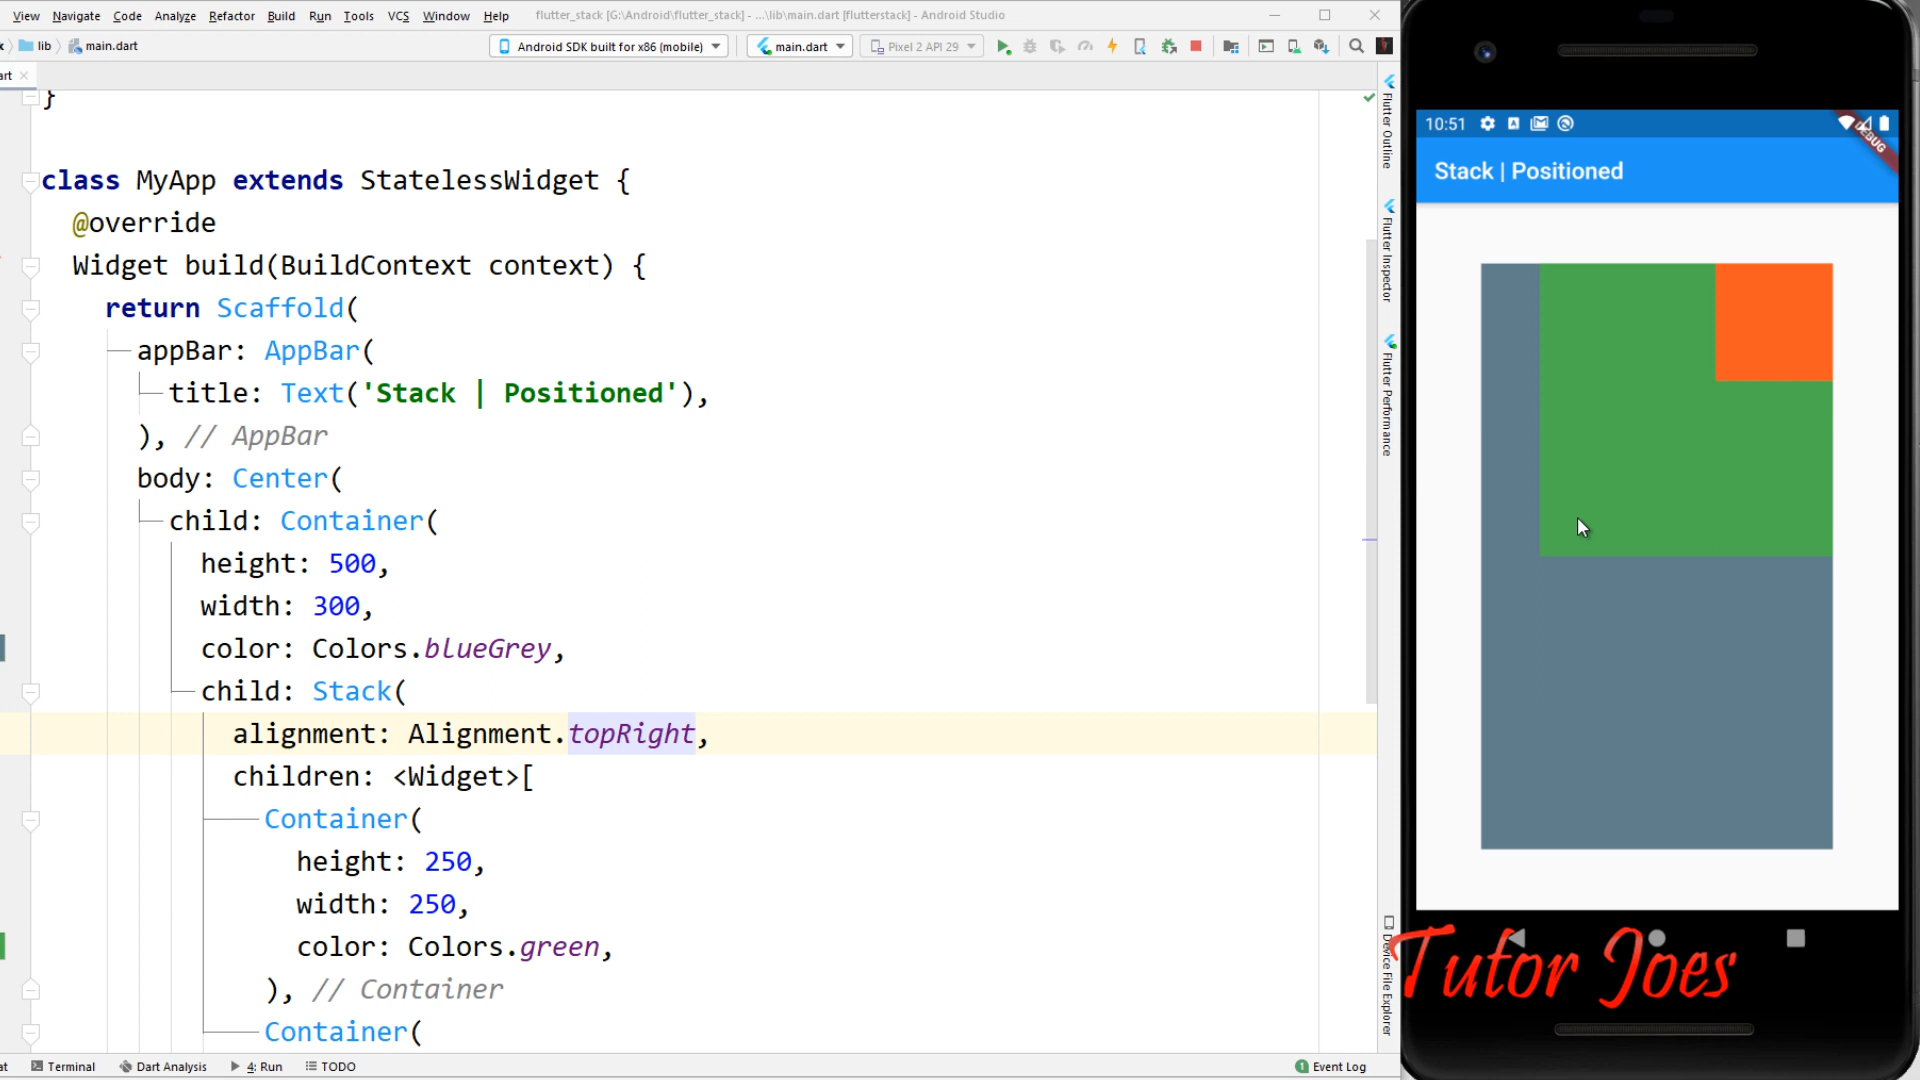 View Navigate Code Analyze Refactor Build Run Tools VCS Window Help flutter_stack [G:\Android\flutter_stack] - ...\lib\main.dart [flutterstack] - Android Studio
lib main.dart Android SDK built for x86 (mobile) main.dart Pixel 2 API 29
}
class MyApp extends StatelessWidget {
@override
Widget build(BuildContext context) {
return Scaffold(
appBar: AppBar(
title: Text('Stack | Positioned'),
), // AppBar
body: Center(
child: Container(
height: 500,
width: 300,
color: Colors.blueGrey,
child: Stack(
alignment: Alignment.topRight,
children: <Widget>[
Container(
height: 250,
width: 250,
color: Colors.green,
), // Container
Container(
Terminal Dart Analysis 4: Run TODO 1 Event Log
Flutter Outline
Flutter Inspector
Flutter Performance
Device File Explorer
10:51
DEBUG
Stack | Positioned
Tutor Joes